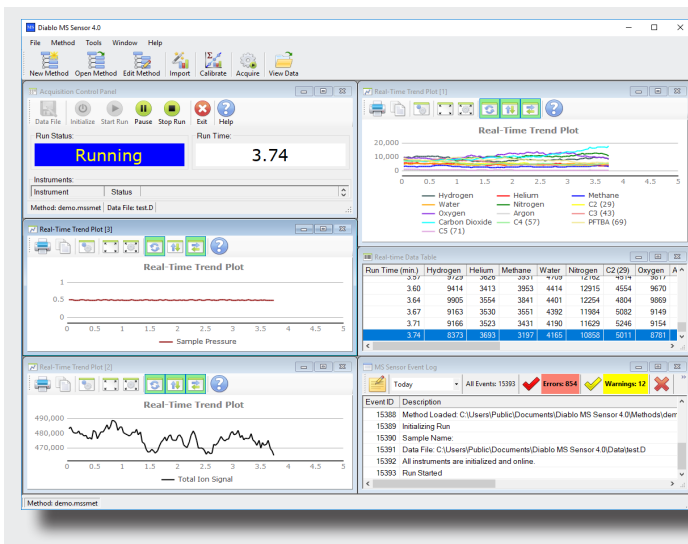 MS Diablo MS Sensor 4.0
File Method Tools Window Help
New Method Open Method Edit Method Import Calibrate Acquire View Data
Acquisition Control Panel
Data File Initialize Start Run Pause Stop Run Exit Help
Run Status: Run Time:
Running 3.74
Instruments:
Instrument Status
Method: demo.mssmet Data File: test.D
Real-Time Trend Plot [1]
Real-Time Trend Plot
20,000
10,000
0
0 0.5 1 1.5 2 2.5 3 3.5 4 4.5 5
Hydrogen Helium Methane
Water Nitrogen C2 (29)
Oxygen Argon C3 (43)
Carbon Dioxide C4 (57) PFTBA (69)
C5 (71)
Real-Time Trend Plot [3]
Real-Time Trend Plot
1
0.5
0
0 0.5 1 1.5 2 2.5 3 3.5 4 4.5 5
Sample Pressure
Real-time Data Table
Run Time (min.) Hydrogen Helium Methane Water Nitrogen C2 (29) Oxygen A
3.57 9729 3626 3931 4709 12162 4514 9817
3.60 9414 3413 3953 4414 12915 4554 9670
3.64 9905 3554 3841 4401 12254 4804 9869
3.67 9163 3530 3551 4392 11984 5082 9149
3.71 9166 3523 3431 4190 11629 5246 9154
3.74 8373 3693 3197 4165 10858 5011 8781
Real-Time Trend Plot [2]
Real-Time Trend Plot
490,000
480,000
470,000
0 0.5 1 1.5 2 2.5 3 3.5 4 4.5 5
Total Ion Signal
MS Sensor Event Log
Today All Events: 15393 Errors: 854 Warnings: 12
Event ID Description
15388 Method Loaded: C:\Users\Public\Documents\Diablo MS Sensor 4.0\Methods\dem
15389 Initializing Run
15390 Sample Name:
15391 Data File: C:\Users\Public\Documents\Diablo MS Sensor 4.0\Data\test.D
15392 All instruments are initialized and online.
15393 Run Started
Method: demo.mssmet